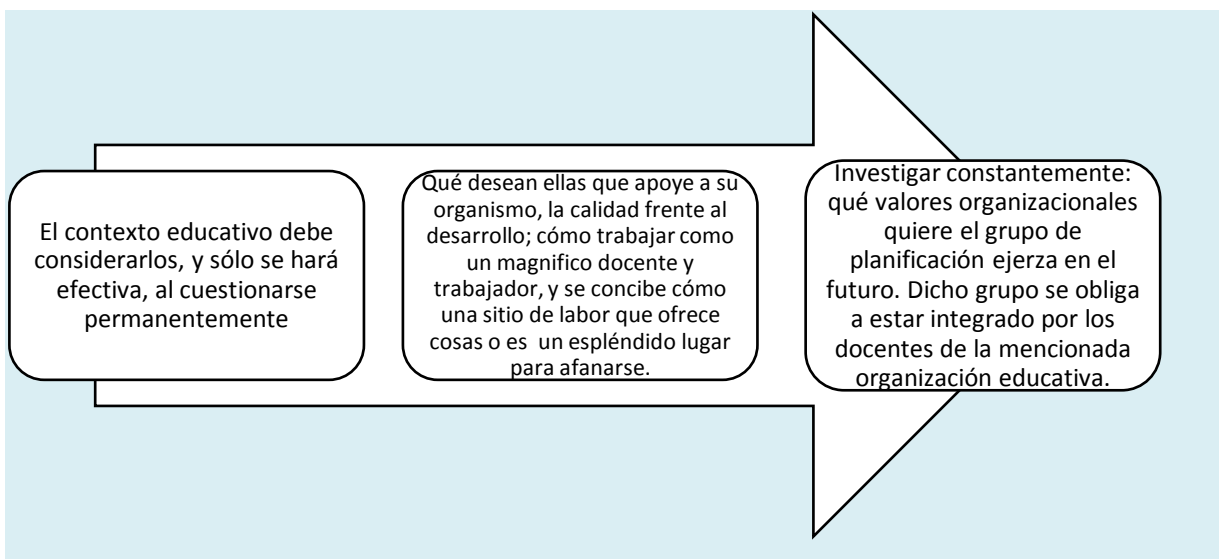 El contexto educativo debe
considerarlos, y sólo se hará
efectiva, al cuestionarse
permanentemente
Qué desean ellas que apoye a su
organismo, la calidad frente al
desarrollo; cómo trabajar como
un magnifico docente y
trabajador, y se concibe cómo
una sitio de labor que ofrece
cosas o es un espléndido lugar
para afanarse.
Investigar constantemente:
qué valores organizacionales
quiere el grupo de
planificación ejerza en el
futuro. Dicho grupo se obliga
a estar integrado por los
docentes de la mencionada
organización educativa.